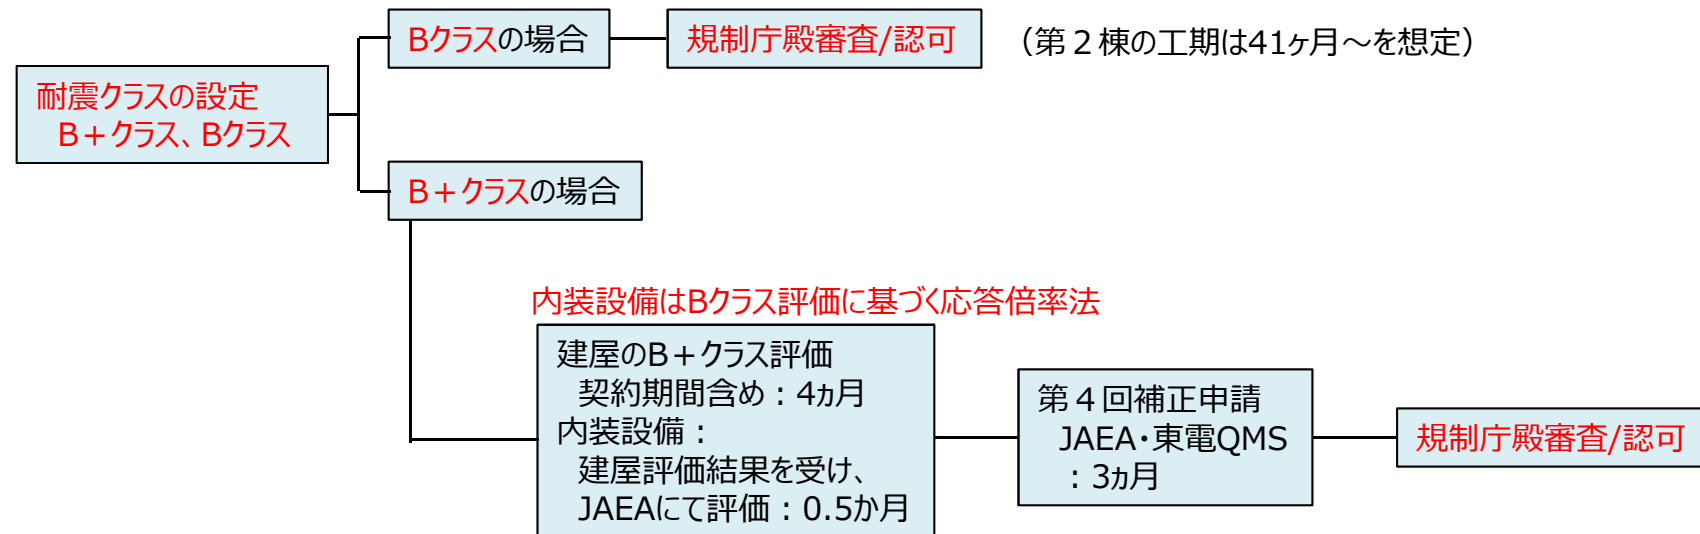 Bクラスの場合
規制庁殿審査/認可
(第2棟の工期は41ヶ月～を想定)
耐震クラスの設定
B+クラス、Bクラス
B+クラスの場合
内装設備はBクラス評価に基づく応答倍率法
建屋のB+クラス評価
契約期間含め:4ヵ月
内装設備:
建屋評価結果を受け、
JAEAにて評価:0.5か月
第4回補正申請
JAEA・東電QMS
:3ヵ月
規制庁殿審査/認可